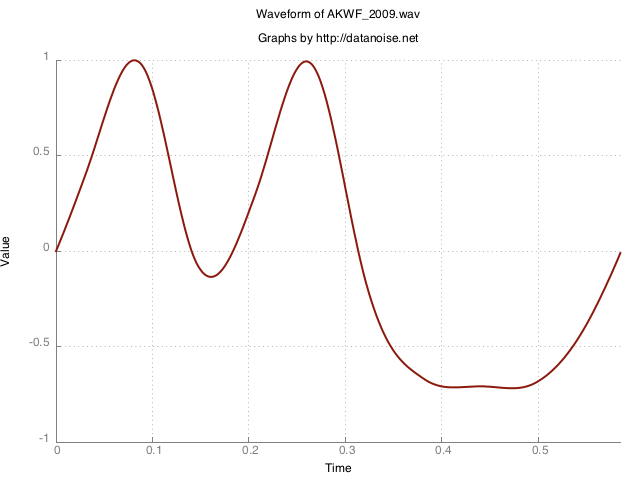 Waveform of AKWF_2009.wav
Graphs by http://datanoise.net
1
0.5
0
-0.5
-1
Value
0 0.1 0.2 0.3 0.4 0.5
Time